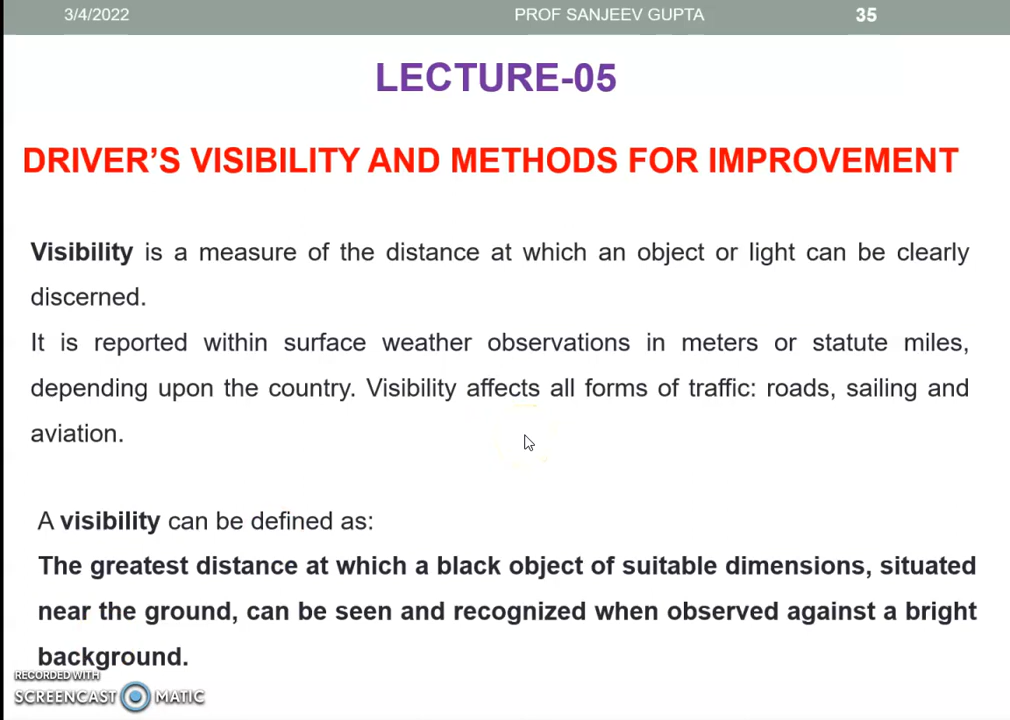 3/4/2022 PROF SANJEEV GUPTA 35
LECTURE-05
DRIVER’S VISIBILITY AND METHODS FOR IMPROVEMENT
Visibility is a measure of the distance at which an object or light can be clearly
discerned.
It is reported within surface weather observations in meters or statute miles,
depending upon the country. Visibility affects all forms of traffic: roads, sailing and
aviation.
A visibility can be defined as:
The greatest distance at which a black object of suitable dimensions, situated
near the ground, can be seen and recognized when observed against a bright
background.
RECORDED WITH
SCREENCAST MATIC